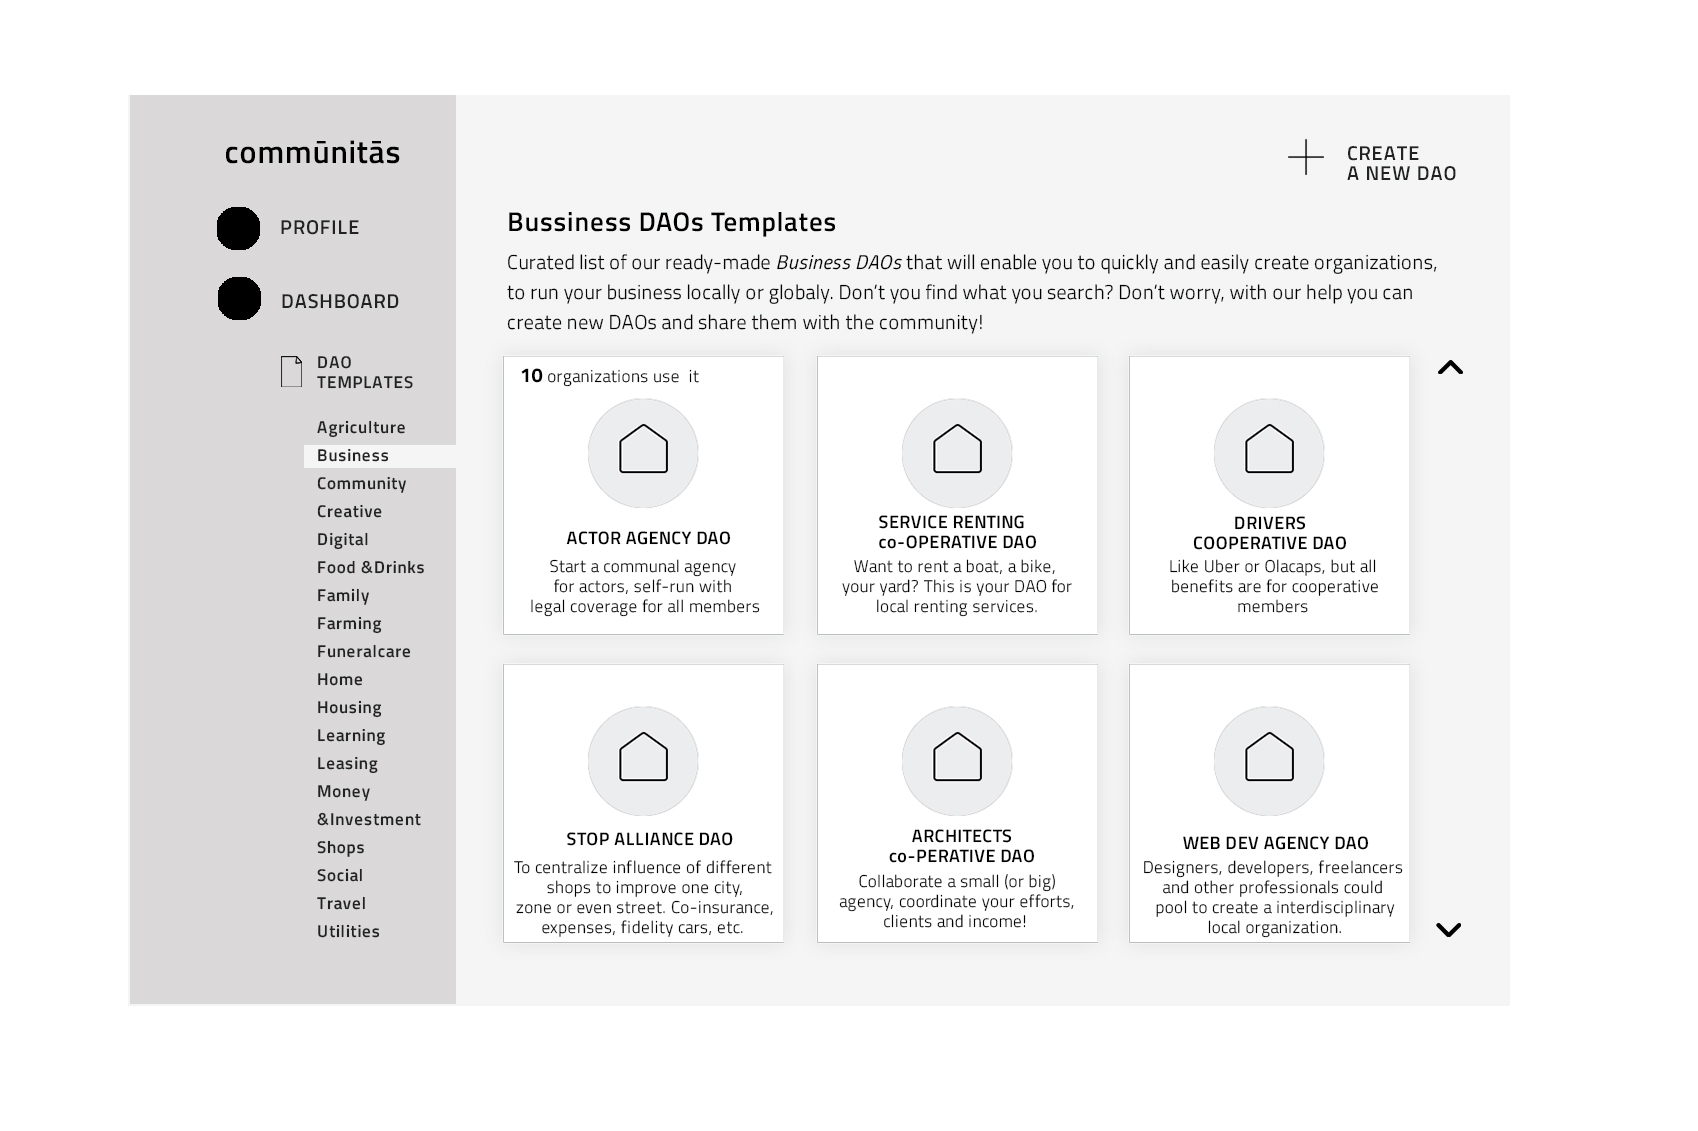 commūnitās
PROFILE
DASHBOARD
DAO
TEMPLATES
Agriculture
Business
Community
Creative
Digital
Food &Drinks
Family
Farming
Funeralcare
Home
Housing
Learning
Leasing
Money
&Investment
Shops
Social
Travel
Utilities
CREATE
A NEW DAO
Bussiness DAOs Templates
Curated list of our ready-made Business DAOs that will enable you to quickly and easily create organizations,
to run your business locally or globaly. Don't you find what you search? Don't worry, with our help you can
create new DAOs and share them with the community!
10 organizations use it
ACTOR AGENCY DAO
Start a communal agency
for actors, self-run with
legal coverage for all members
SERVICE RENTING
co-OPERATIVE DAO
Want to rent a boat, a bike,
your yard? This is your DAO for
local renting services.
DRIVERS
COOPERATIVE DAO
Like Uber or Olacaps, but all
benefits are for cooperative
members
STOP ALLIANCE DAO
To centralize influence of different
shops to improve one city,
zone or even street. Co-insurance,
expenses, fidelity cars, etc.
ARCHITECTS
co-PERATIVE DAO
Collaborate a small (or big)
agency, coordinate your efforts,
clients and income!
WEB DEV AGENCY DAO
Designers, developers, freelancers
and other professionals could
pool to create a interdisciplinary
local organization.